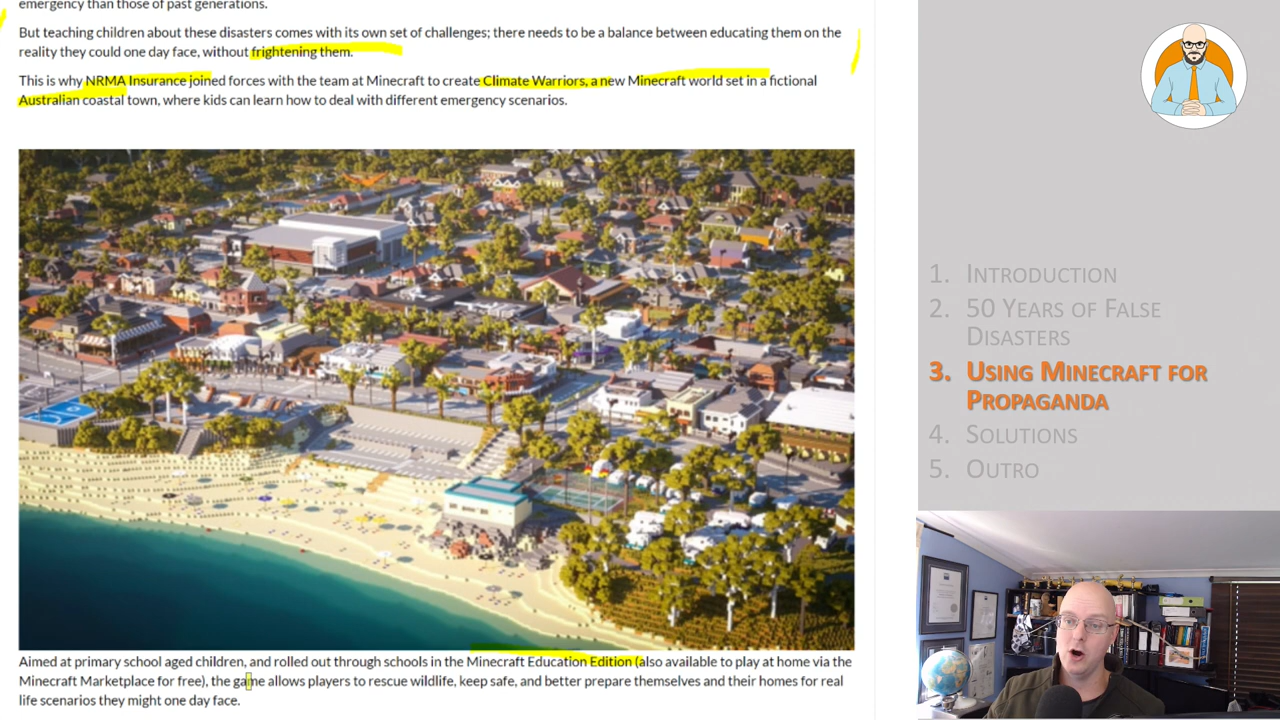 emergency than those of past generations.
But teaching children about these disasters comes with its own set of challenges; there needs to be a balance between educating them on the
reality they could one day face, without frightening them.
This is why NRMA Insurance joined forces with the team at Minecraft to create Climate Warriors, a new Minecraft world set in a fictional
Australian coastal town, where kids can learn how to deal with different emergency scenarios.
Aimed at primary school aged children, and rolled out through schools in the Minecraft Education Edition (also available to play at home via the
Minecraft Marketplace for free), the game allows players to rescue wildlife, keep safe, and better prepare themselves and their homes for real
life scenarios they might one day face.
1. Introduction
2. 50 Years of False
Disasters
3. Using Minecraft for
Propaganda
4. Solutions
5. Outro